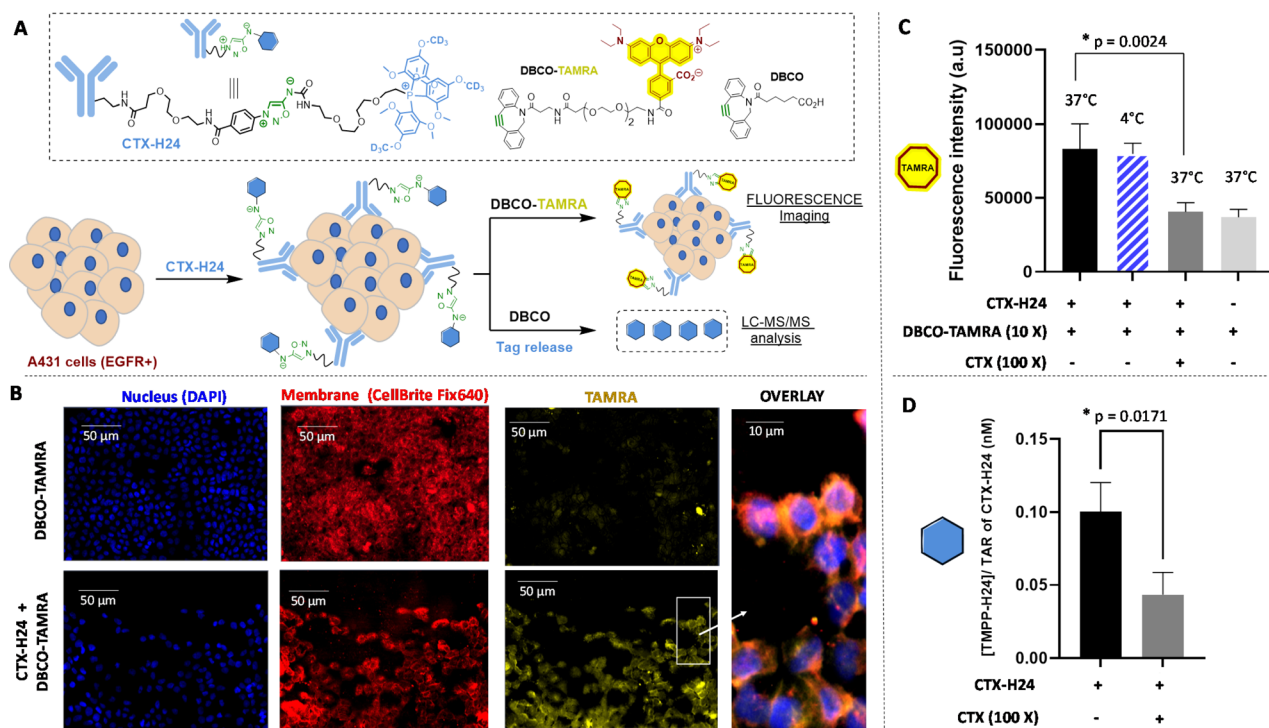 A
CTX-H24
DBCO-TAMRA
DBCO
A431 cells (EGFR+)
CTX-H24
DBCO-TAMRA
DBCO
Tag release
FLUORESCENCE
Imaging
LC-MS/MS
analysis
TAMRA
TAMRA
TAMRA
TAMRA
B
Nucleus (DAPI)
Membrane (CellBrite Fix640)
TAMRA
OVERLAY
DBCO-TAMRA
50 µm
50 µm
50 µm
10 µm
CTX-H24 +
DBCO-TAMRA
50 µm
50 µm
50 µm
C
TAMRA
Fluorescence intensity (a.u)
150000
100000
50000
0
* p = 0.0024
37°C
4°C
37°C
37°C
CTX-H24 + + + -
DBCO-TAMRA (10 X) + + + +
CTX (100 X) - - + -
D
[TMPP-H24]/ TAR of CTX-H24 (nM)
0.15
0.10
0.05
0.00
* p = 0.0171
CTX-H24 + +
CTX (100 X) - +